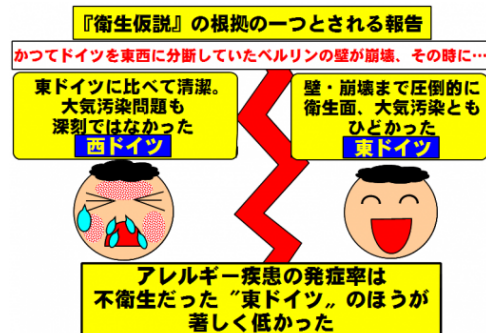 『衛生仮説』の根拠の一つとされる報告
かつてドイツを東西に分断していたベルリンの壁が崩壊、その時に…
東ドイツに比べて清潔。
大気汚染問題も
深刻ではなかった
西ドイツ
壁・崩壊まで圧倒的に
衛生面、大気汚染とも
ひどかった
東ドイツ
アレルギー疾患の発症率は
不衛生だった〝東ドイツ〟のほうが
著しく低かった